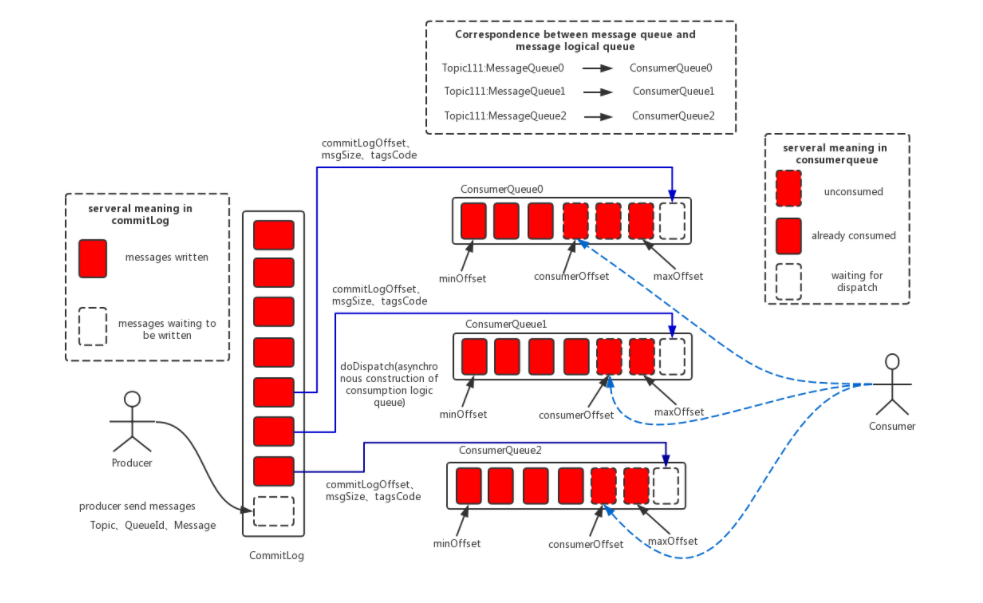 Correspondence between message queue and
message logical queue
Topic111:MessageQueue0
ConsumerQueue0
Topic111:MessageQueue1
ConsumerQueue1
Topic111:MessageQueue2
ConsumerQueue2
serveral meaning in
consumerqueue
unconsumed
already consumed
waiting for
dispatch
serveral meaning in
commitLog
messages written
messages waiting to
be written
commitLogOffset、
msgSize、tagsCode
ConsumerQueue0
minOffset
consumerOffset
maxOffset
commitLogOffset、
msgSize、tagsCode
ConsumerQueue1
doDispatch(asynchro
nous construction of
consumption logic
queue)
minOffset
consumerOffset
maxOffset
ConsumerQueue2
commitLogOffset、
msgSize、tagsCode
minOffset
consumerOffset
maxOffset
Producer
producer send messages
Topic、QueueId、Message
CommitLog
Consumer